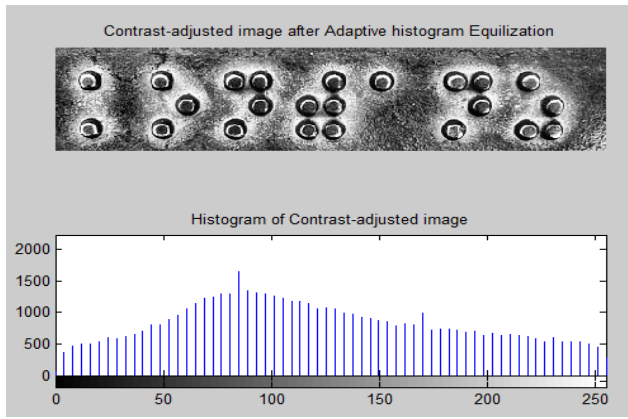 Contrast-adjusted image after Adaptive histogram Equilization
Histogram of Contrast-adjusted image
2000
1500
1000
500
0
0 50 100 150 200 250